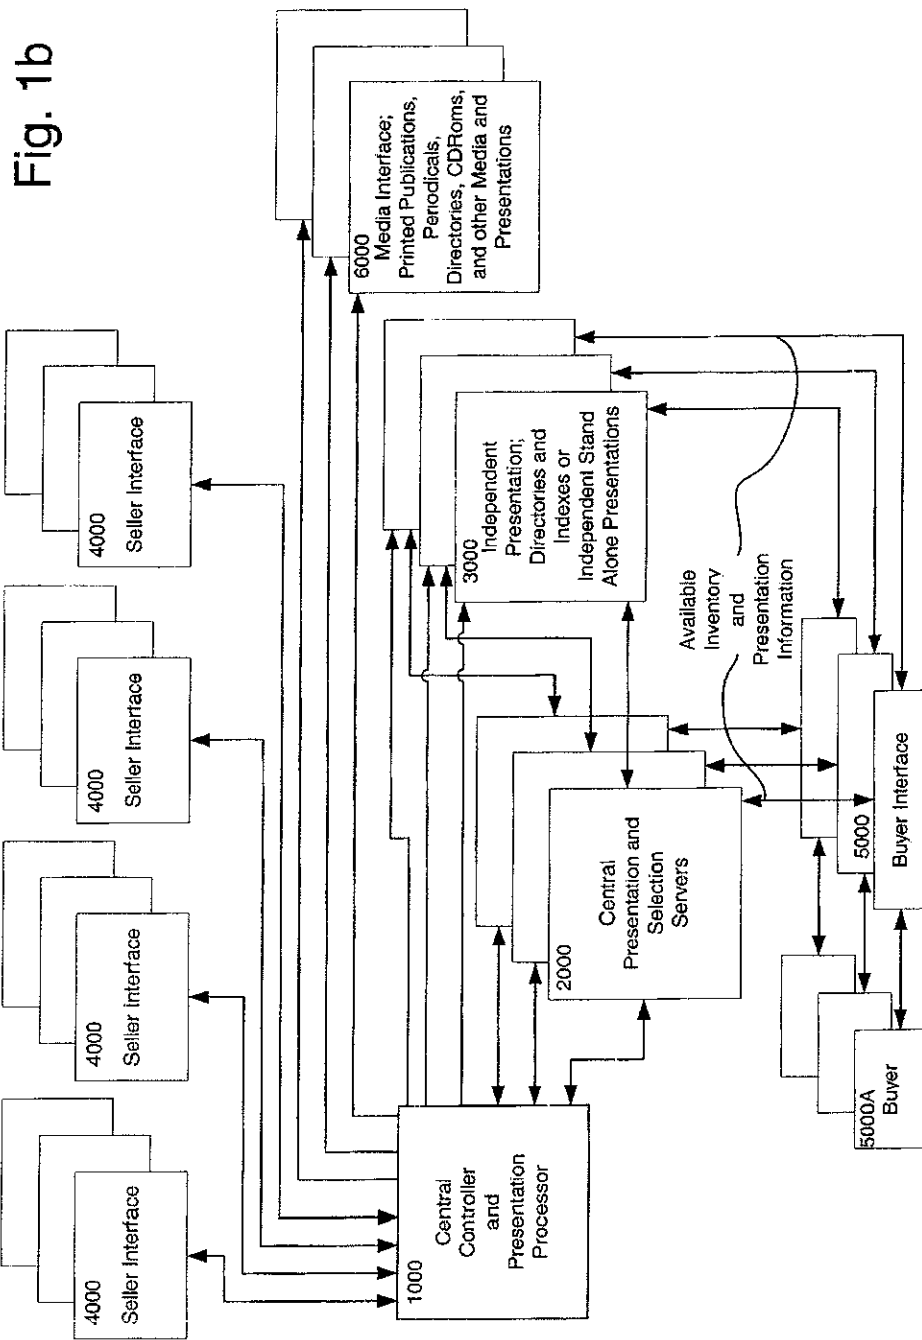 Fig. 1b
4000
Seller Interface
4000
Seller Interface
4000
Seller Interface
4000
Seller Interface
6000
Media Interface;
Printed Publications,
Periodicals,
Directories, CDRoms,
and other Media and
Presentations
1000
Central
Controller
and
Presentation
Processor
2000
Central
Presentation and
Selection
Servers
3000
Independent
Presentation;
Directories and
Indexes or
Independent Stand
Alone Presentations
Available
Inventory
and
Presentation
Information
5000A
Buyer
5000
Buyer Interface